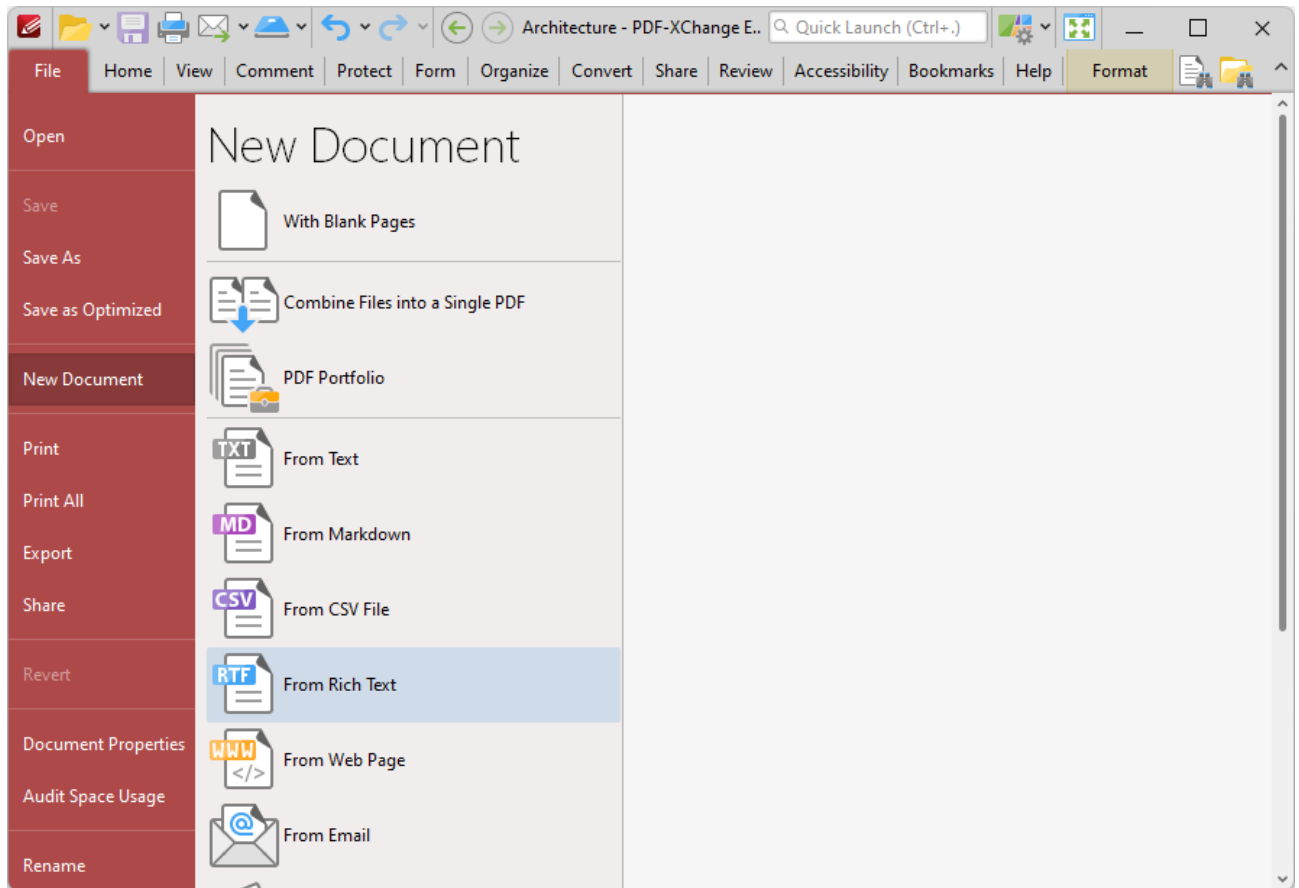 Architecture - PDF-XChange E..
Quick Launch (Ctrl+.)
File Home View Comment Protect Form Organize Convert Share Review Accessibility Bookmarks Help Format
Open
Save
Save As
Save as Optimized
New Document
Print
Print All
Export
Share
Revert
Document Properties
Audit Space Usage
Rename
New Document
With Blank Pages
Combine Files into a Single PDF
PDF Portfolio
TXT From Text
MD From Markdown
CSV From CSV File
RTF From Rich Text
WWW From Web Page
</>
@ From Email